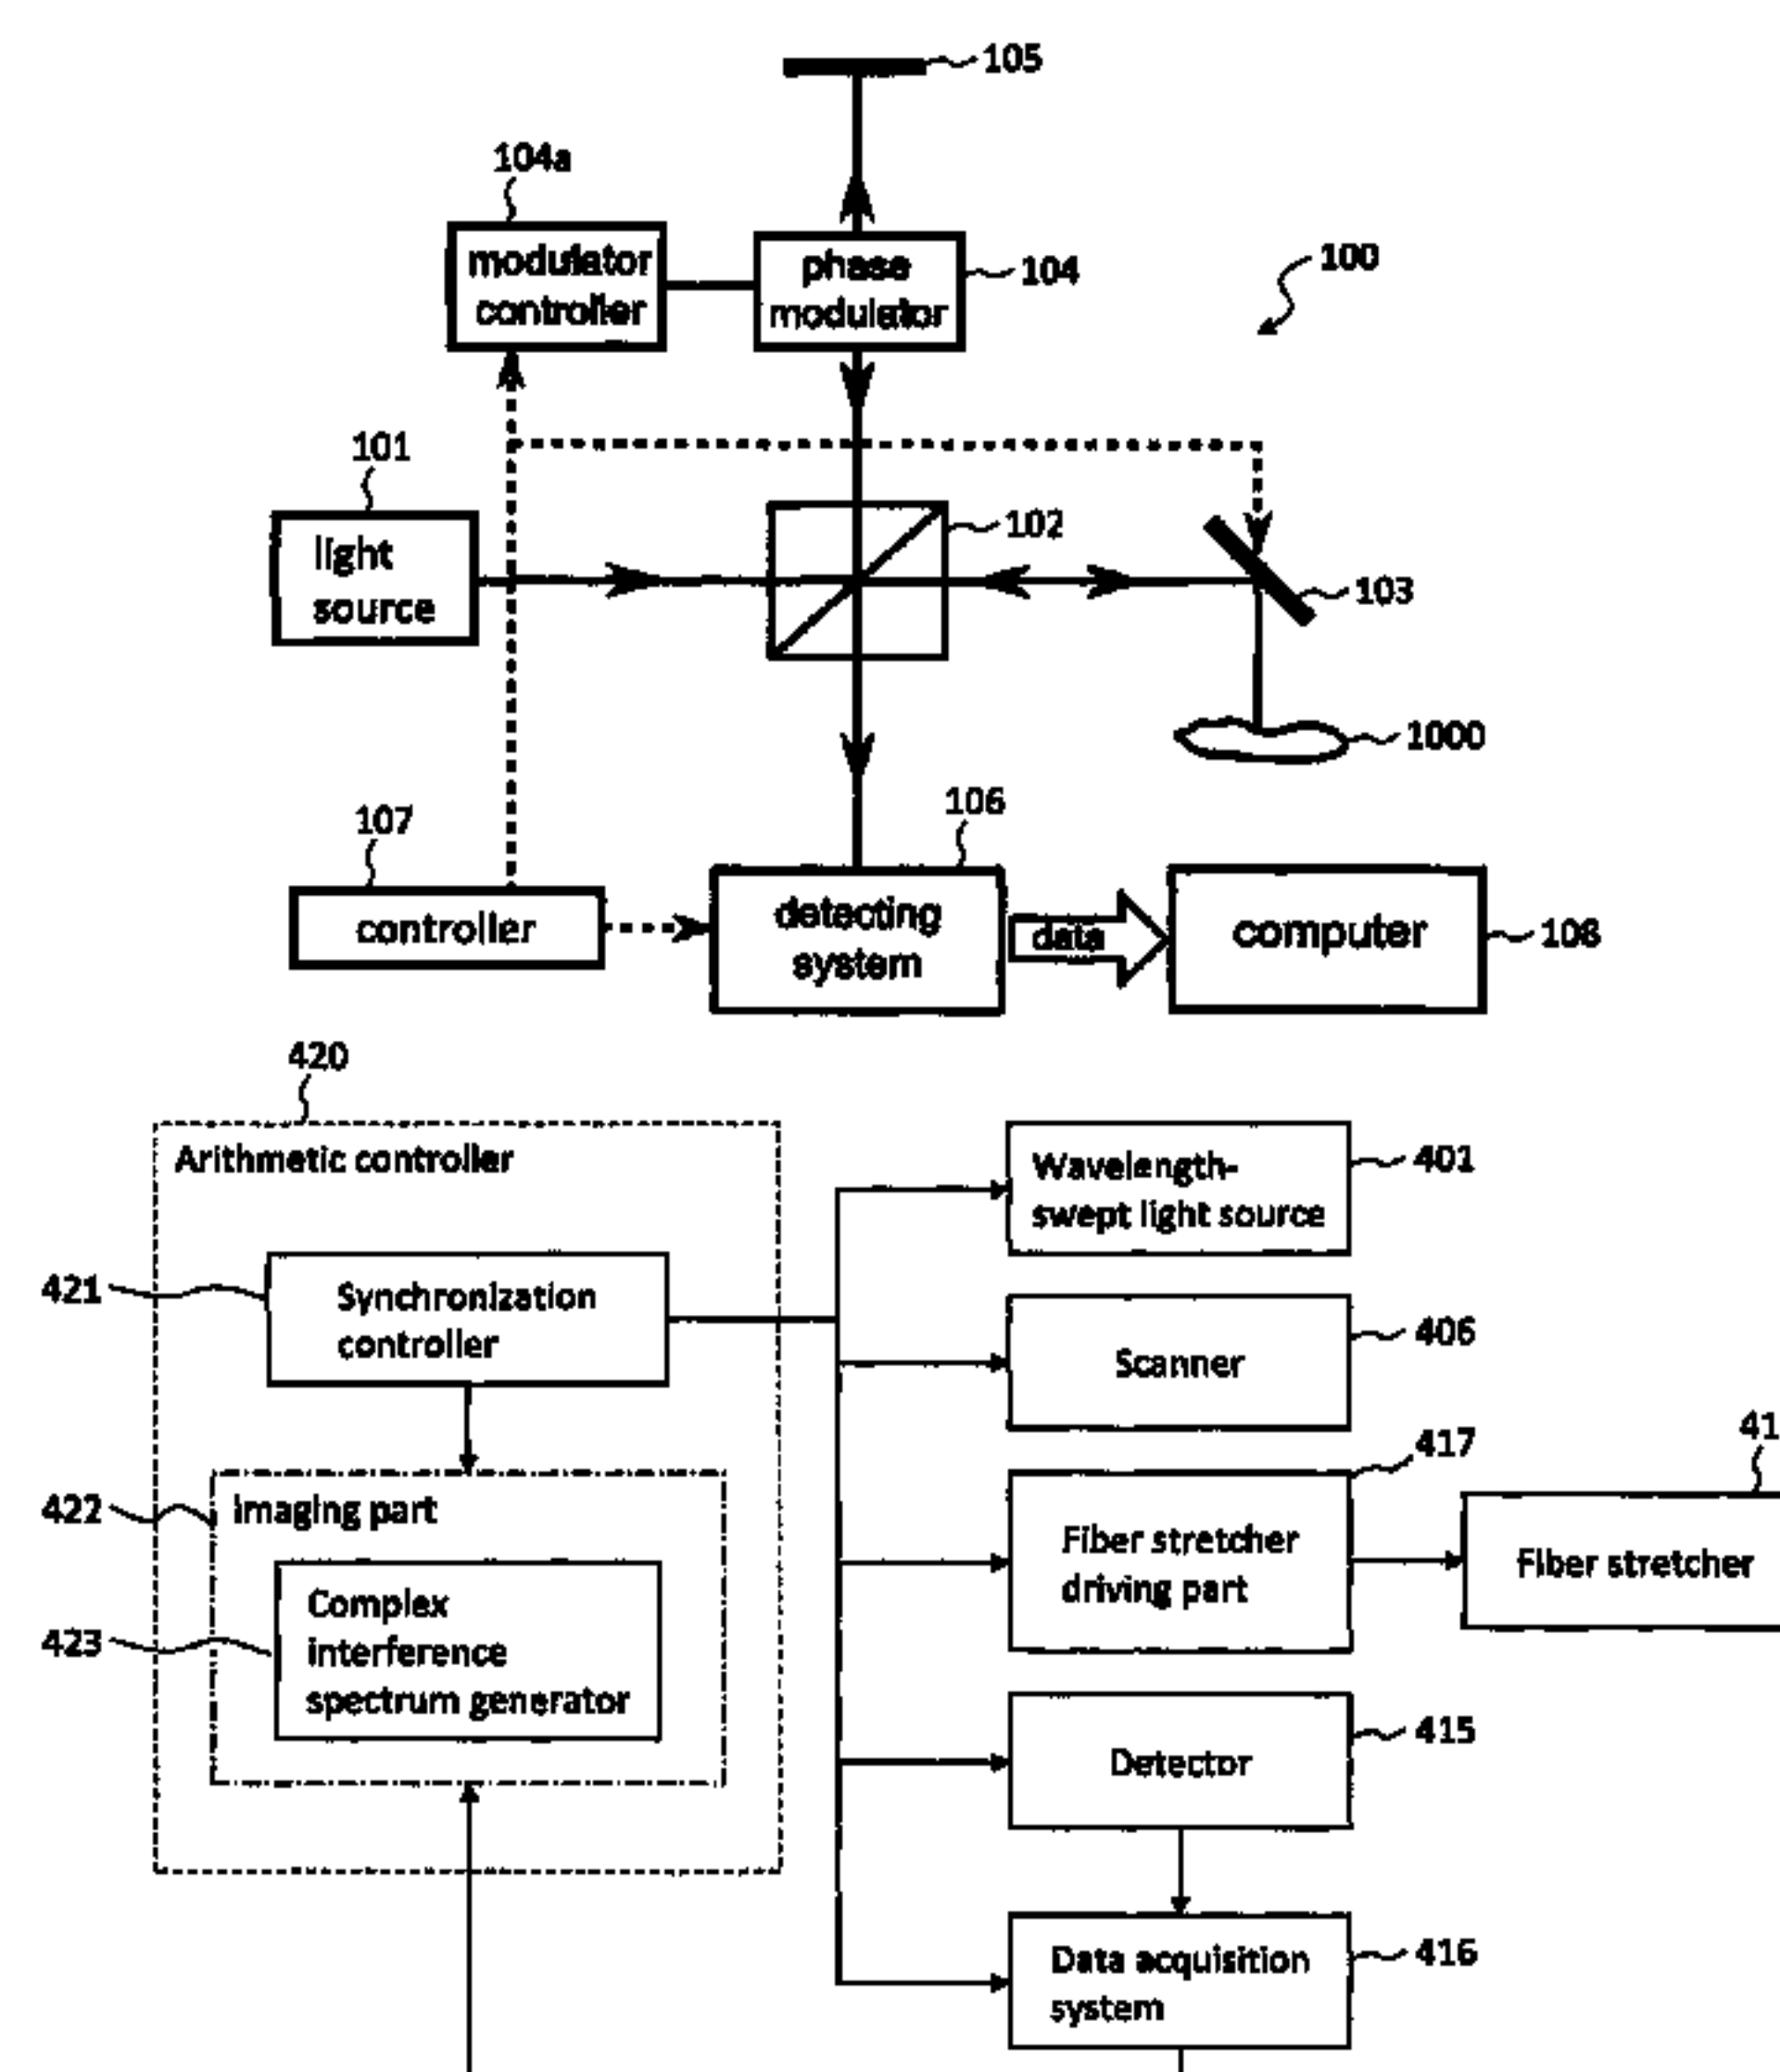 105
104a
modulator
controller
phase
modulator
104
100
101
light
source
102
103
1000
107
controller
106
detecting
system
data
computer
108
420
Arithmetic controller
421
Synchronization
controller
422
Imaging part
423
Complex
interference
spectrum generator
Wavelength-
swept light source
401
Scanner
406
417
Fiber stretcher
driving part
41
Fiber stretcher
Detector
415
Data acquisition
system
416